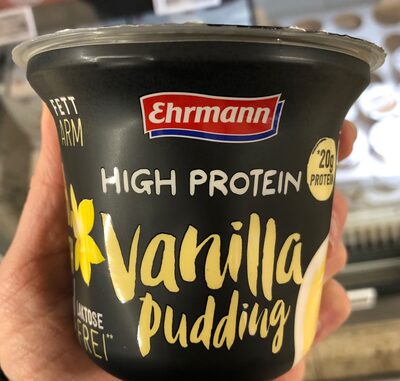 FETT
ARM
Ehrmann
*20g
PROTEIN
HIGH PROTEIN
Vanilla
Pudding
LAKTOSE
FREI**